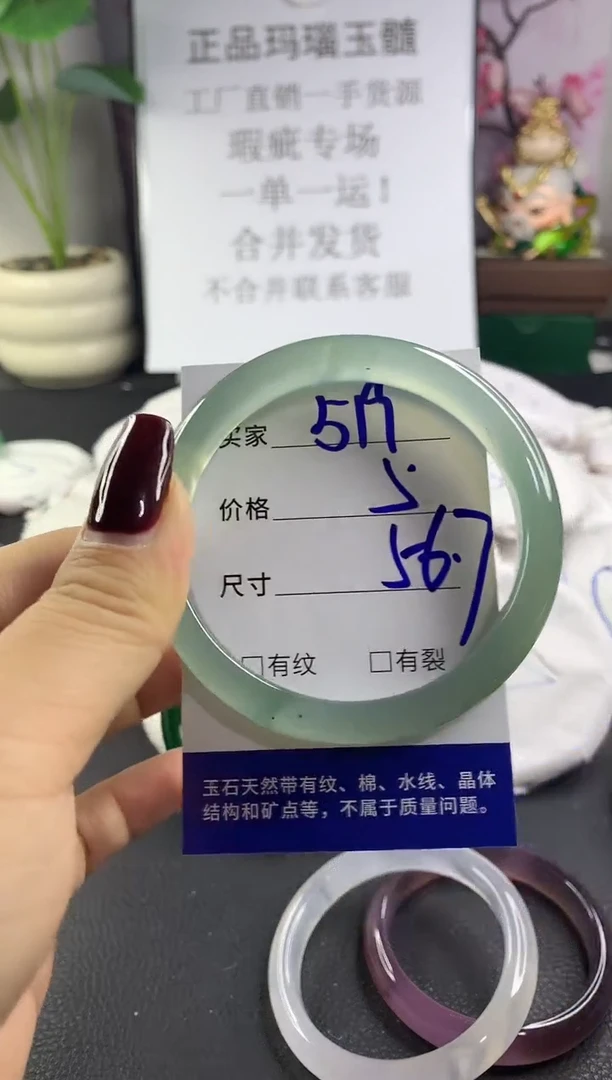 正品玛瑙玉髓
工厂直销一手货源
瑕疵专场
一单一运！
合并发货
不合并联系客服
买家
价格
尺寸 56.7
□有纹 □有裂
玉石天然带有纹、棉、水线、晶体
结构和矿点等，不属于质量问题。